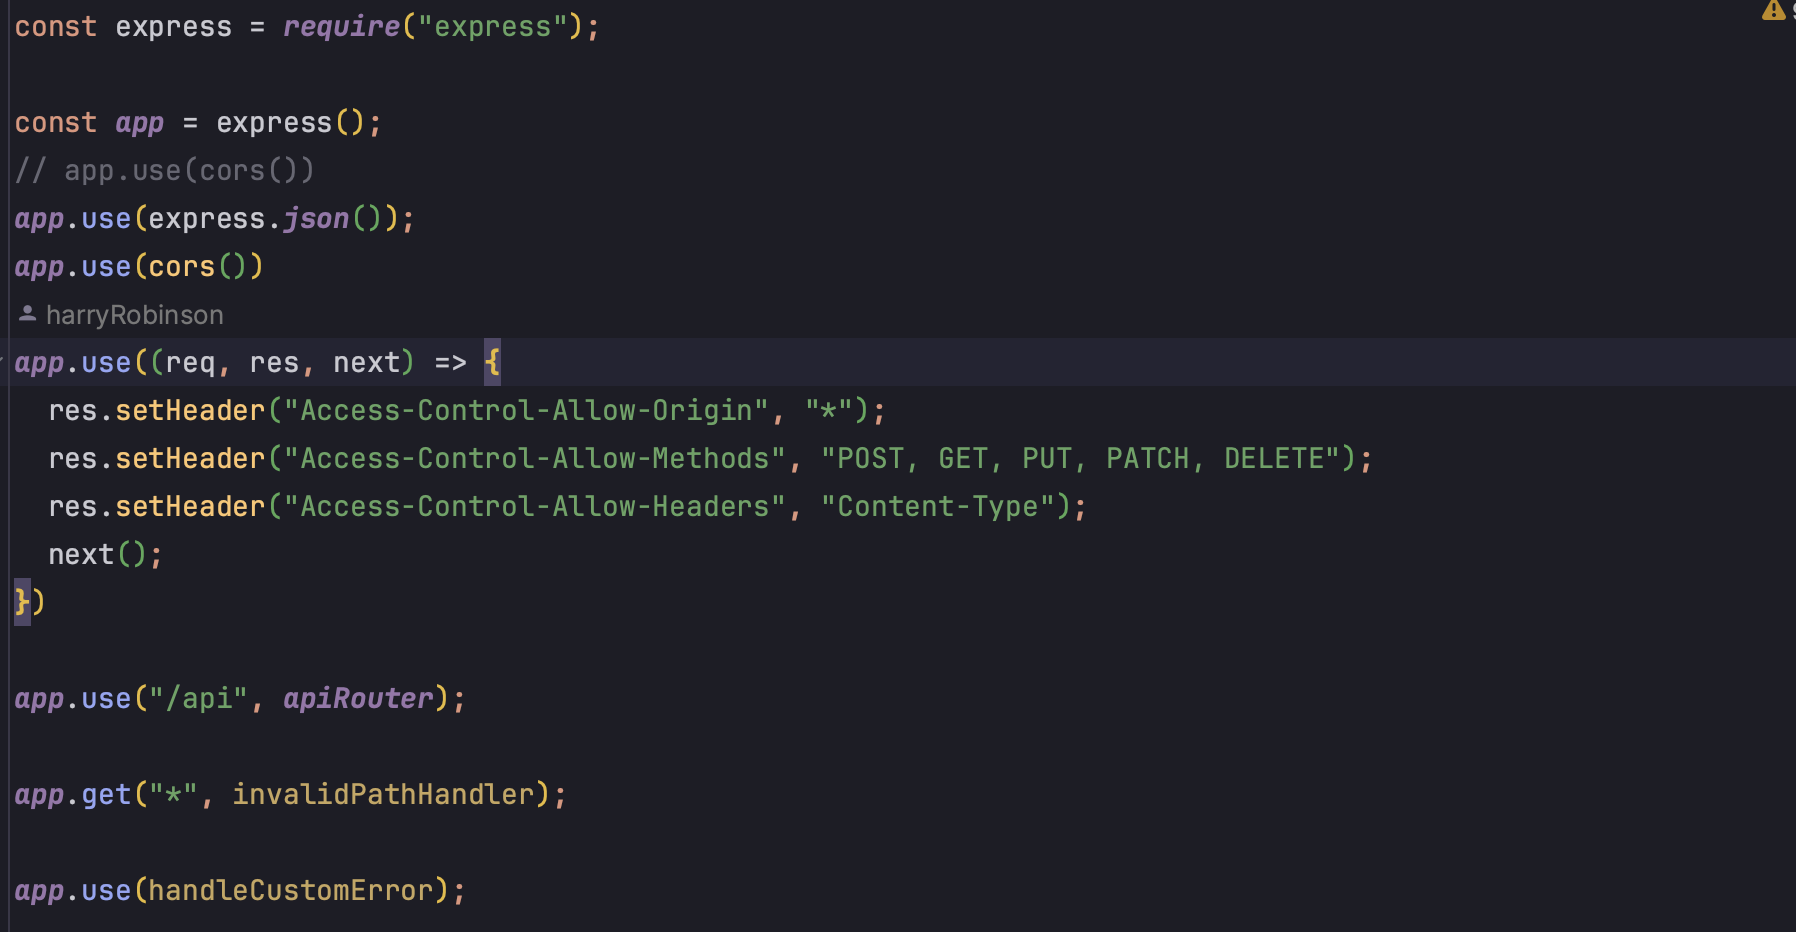 const express = require("express");
const app = express();
// app.use(cors())
app.use(express.json());
app.use(cors())
harryRobinson
app.use((req, res, next) => {
  res.setHeader("Access-Control-Allow-Origin", "*");
  res.setHeader("Access-Control-Allow-Methods", "POST, GET, PUT, PATCH, DELETE");
  res.setHeader("Access-Control-Allow-Headers", "Content-Type");
  next();
})
app.use("/api", apiRouter);
app.get("*", invalidPathHandler);
app.use(handleCustomError);